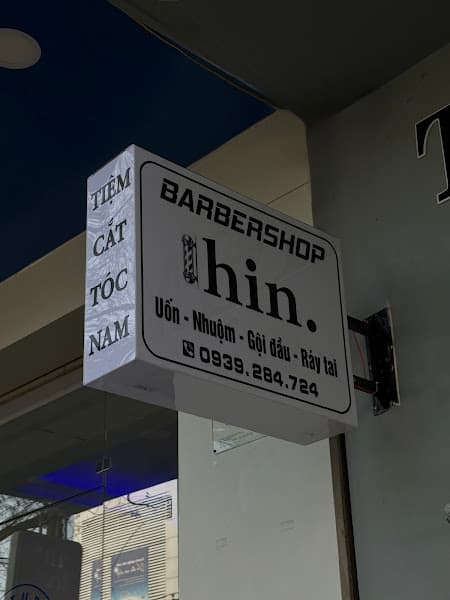 TIỆM
CẮT
TÓC
NAM
BARBERSHOP
hin.
Uốn - Nhuộm - Gội đầu - Ráy tai
0939.284.724
T